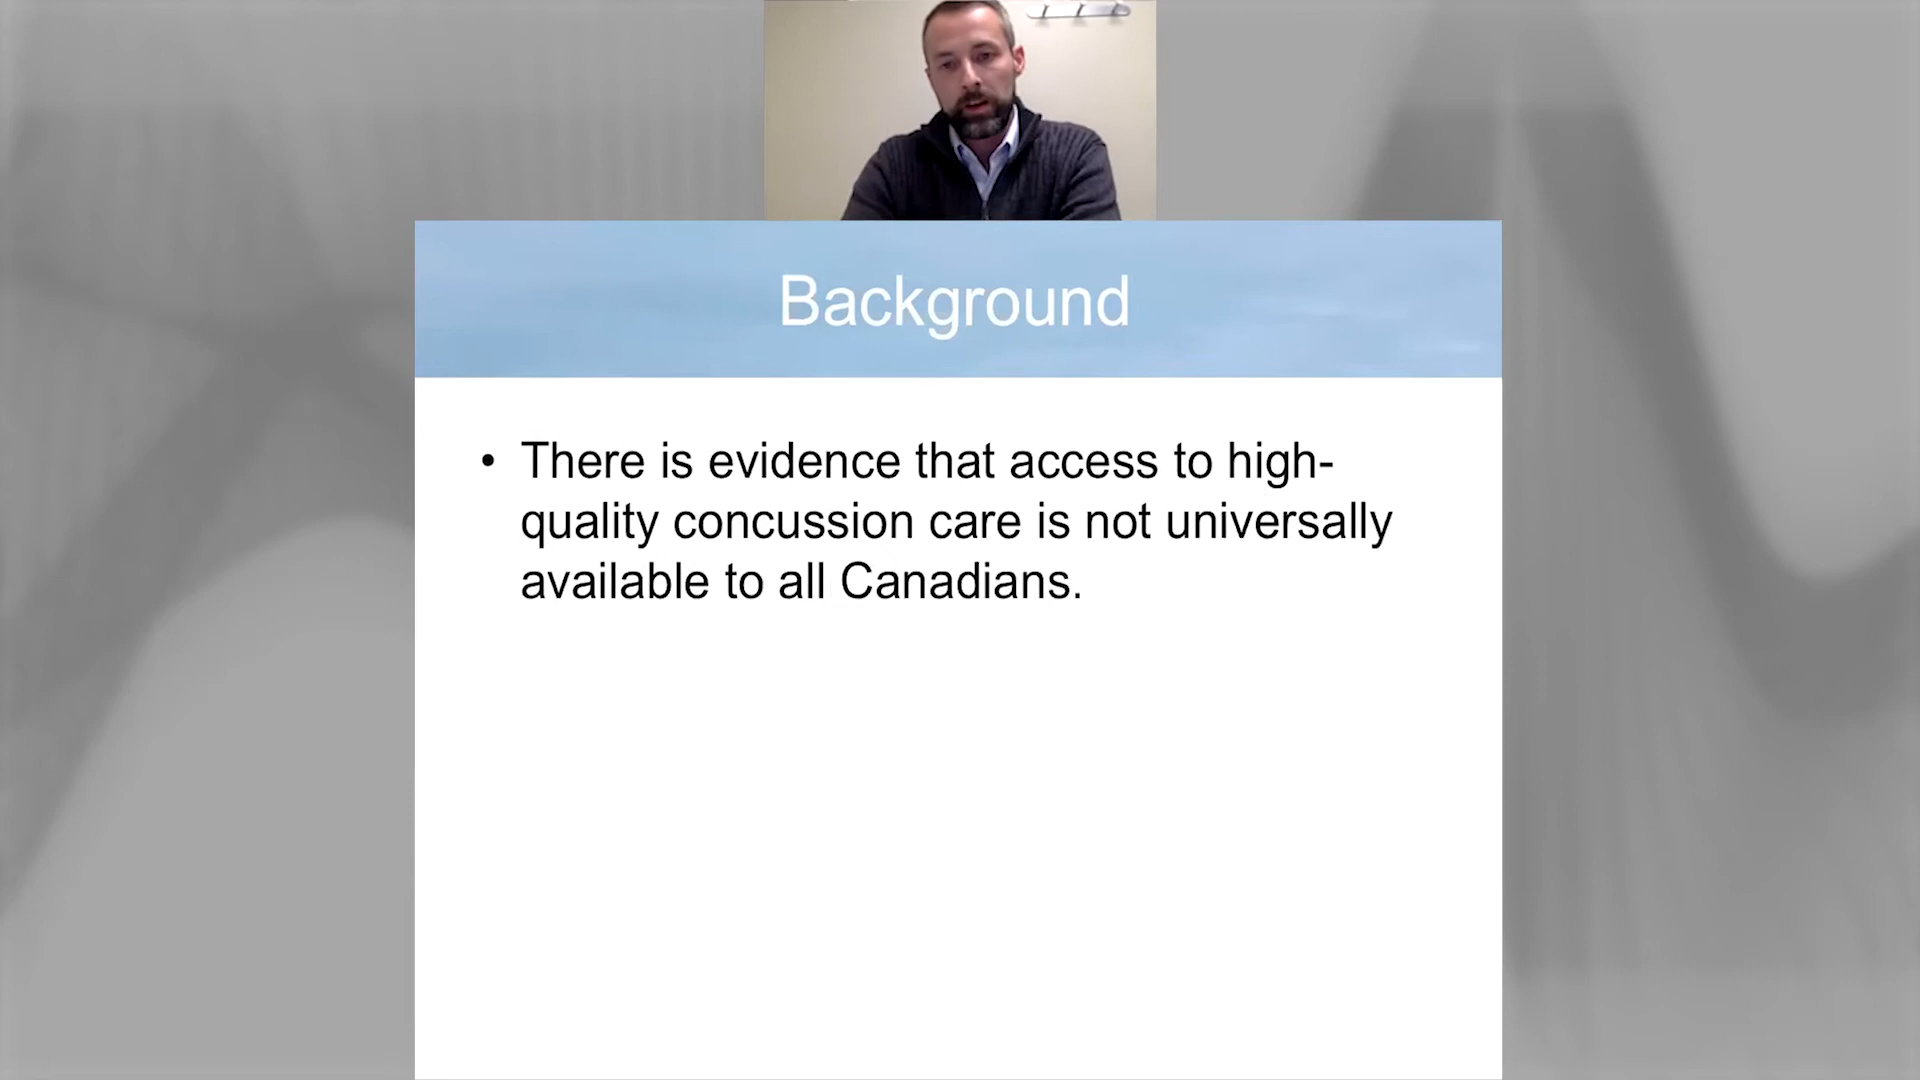 Background
• There is evidence that access to high-
quality concussion care is not universally
available to all Canadians.